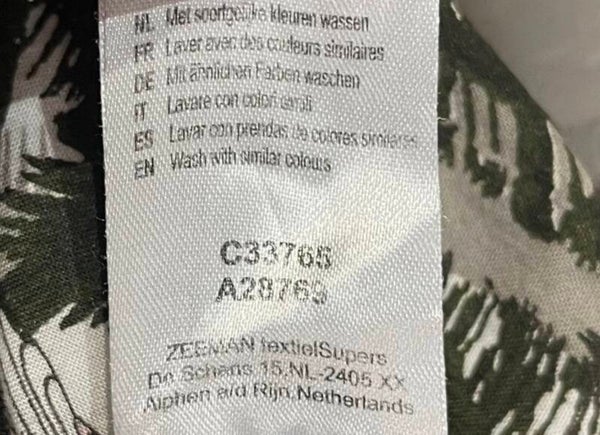 NL Met soortgelijke kleuren wassen
FR Laver avec des couleurs similaires
DE Mit ähnlichen Farben waschen
IT Lavare con colori simili
ES Lavar con prendas de colores similares
EN Wash with similar colours
C33765
A28769
ZEEMAN textielSupers
De Schans 15,NL-2405 XX
Alphen a/d Rijn,Netherlands